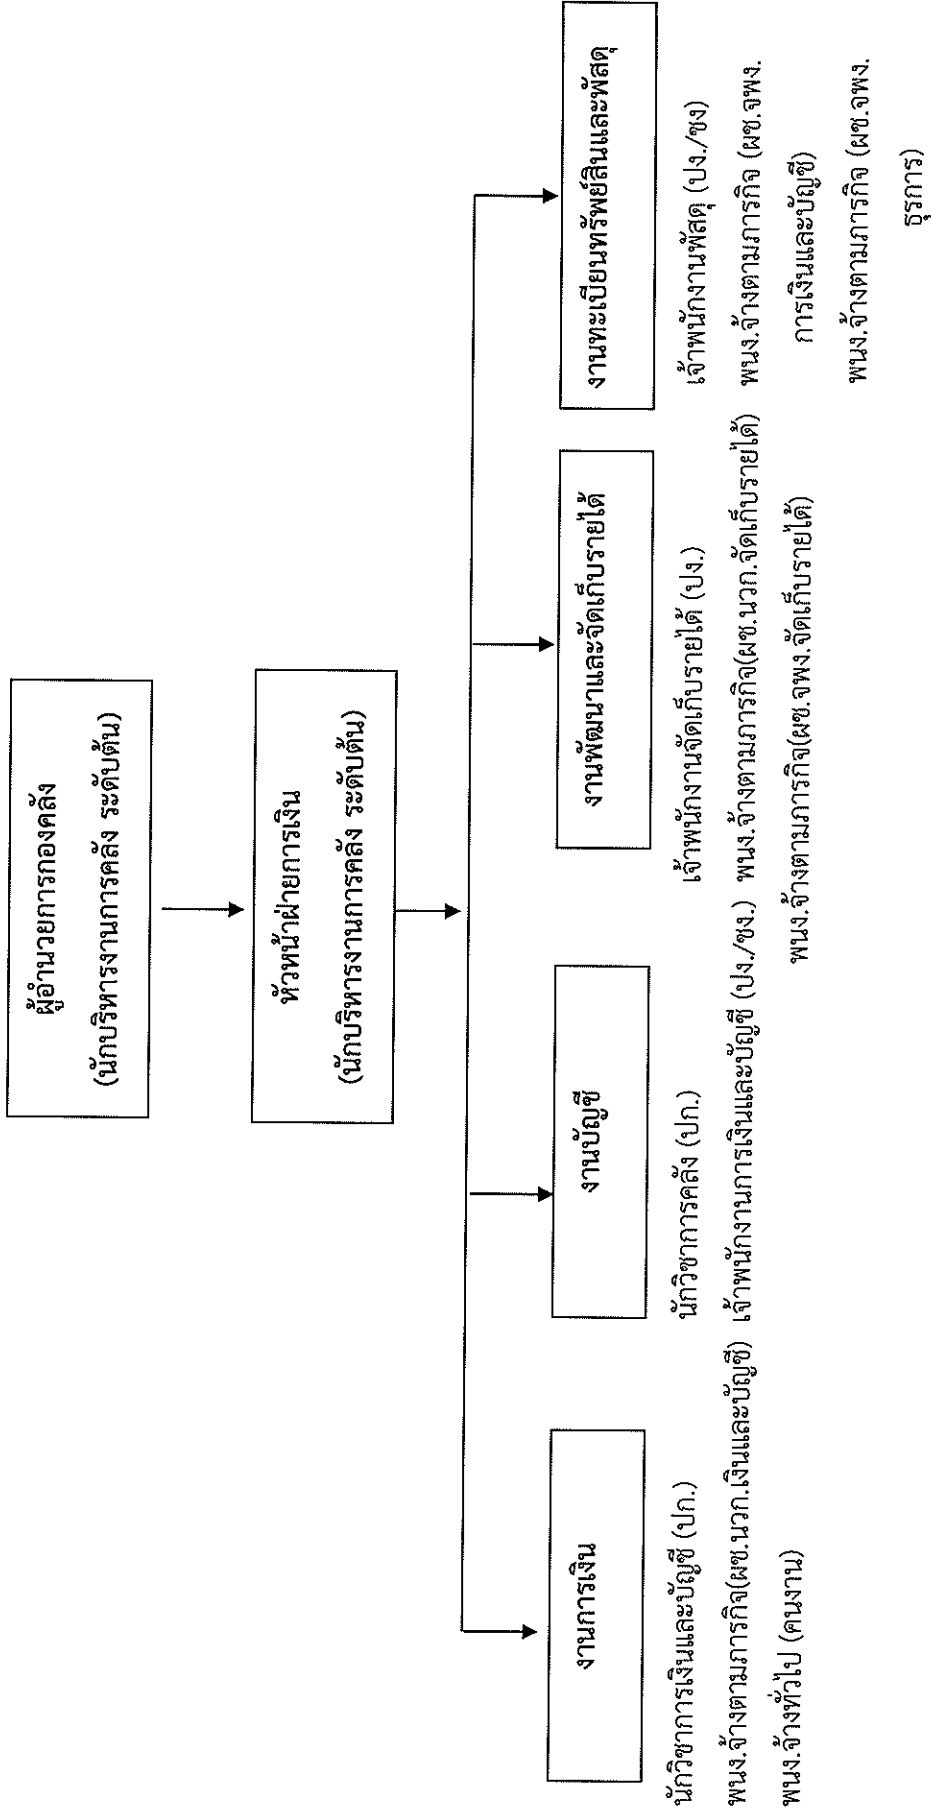 ผู้อำนวยการกองคลัง
(นักบริหารงานการคลัง ระดับต้น)
หัวหน้าฝ่ายการเงิน
(นักบริหารงานการคลัง ระดับต้น)
งานการเงิน
นักวิชาการเงินและบัญชี (ปก.)
พนง.จ้างตามภารกิจ(ผช.นวก.เงินและบัญชี)
พนง.จ้างทั่วไป (คนงาน)
งานบัญชี
นักวิชาการคลัง (ปก.)
เจ้าพนักงานการเงินและบัญชี (ปง./ชง.)
งานพัฒนาและจัดเก็บรายได้
เจ้าพนักงานจัดเก็บรายได้ (ปง.)
พนง.จ้างตามภารกิจ(ผช.นวก.จัดเก็บรายได้)
พนง.จ้างตามภารกิจ(ผช.จพง.จัดเก็บรายได้)
งานทะเบียนทรัพย์สินและพัสดุ
เจ้าพนักงานพัสดุ (ปง./ชง)
พนง.จ้างตามภารกิจ (ผช.จพง.
การเงินและบัญชี)
พนง.จ้างตามภารกิจ (ผช.จพง.
ธุรการ)